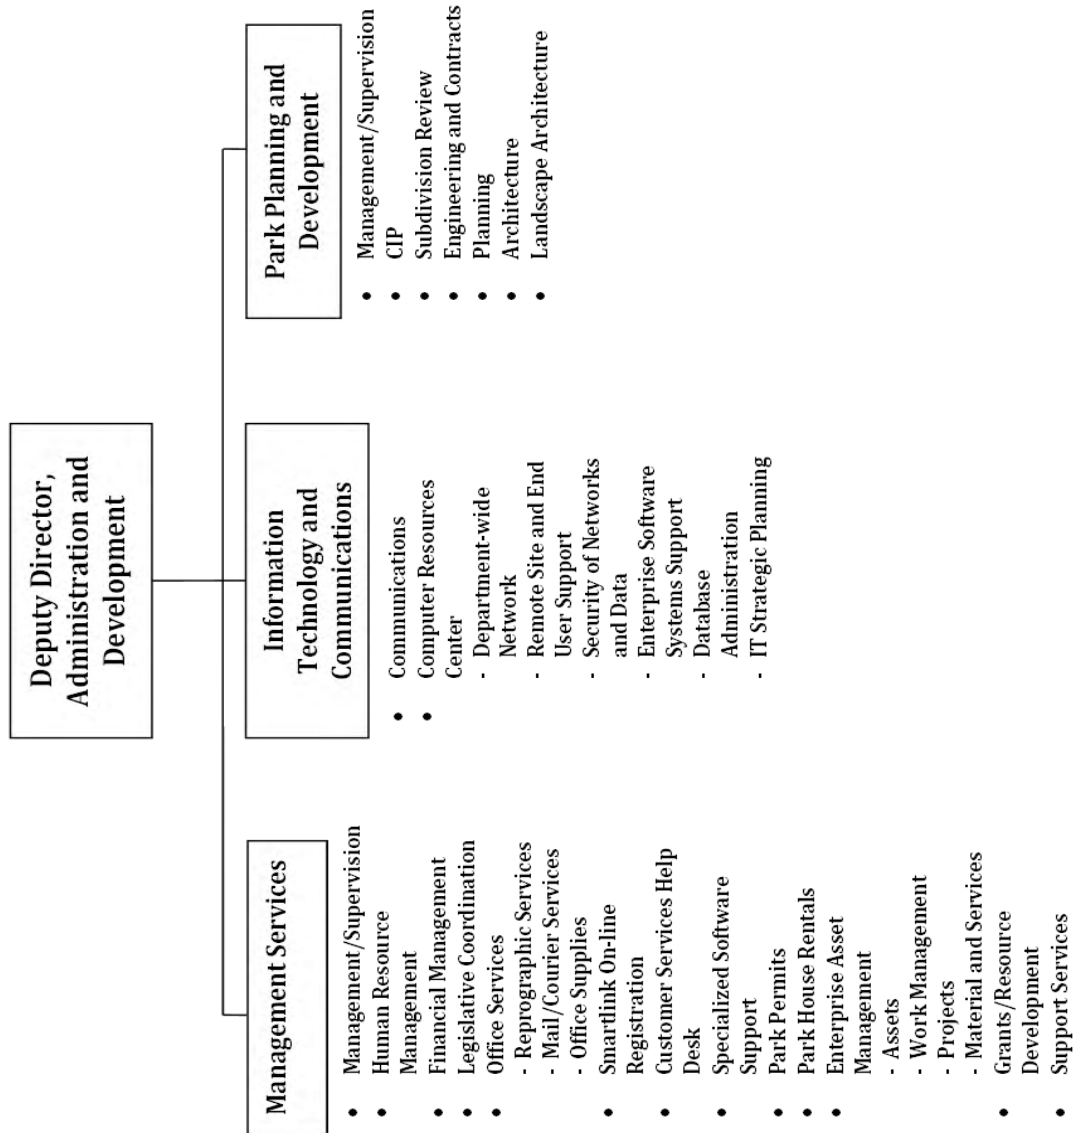 Deputy Director,
Administration and
Development
Management Services
• Management/Supervision
• Human Resource
Management
• Financial Management
• Legislative Coordination
• Office Services
- Reprographic Services
- Mail/Courier Services
- Office Supplies
• Smartlink On-line
Registration
• Customer Services Help
Desk
• Specialized Software
Support
• Park Permits
• Park House Rentals
• Enterprise Asset
Management
- Assets
- Work Management
- Projects
- Material and Services
• Grants/Resource
Development
• Support Services
Information
Technology and
Communications
• Communications
• Computer Resources
Center
- Department-wide
Network
- Remote Site and End
User Support
- Security of Networks
and Data
- Enterprise Software
Systems Support
- Database
Administration
- IT Strategic Planning
Park Planning and
Development
• Management/Supervision
• CIP
• Subdivision Review
• Engineering and Contracts
• Planning
• Architecture
• Landscape Architecture